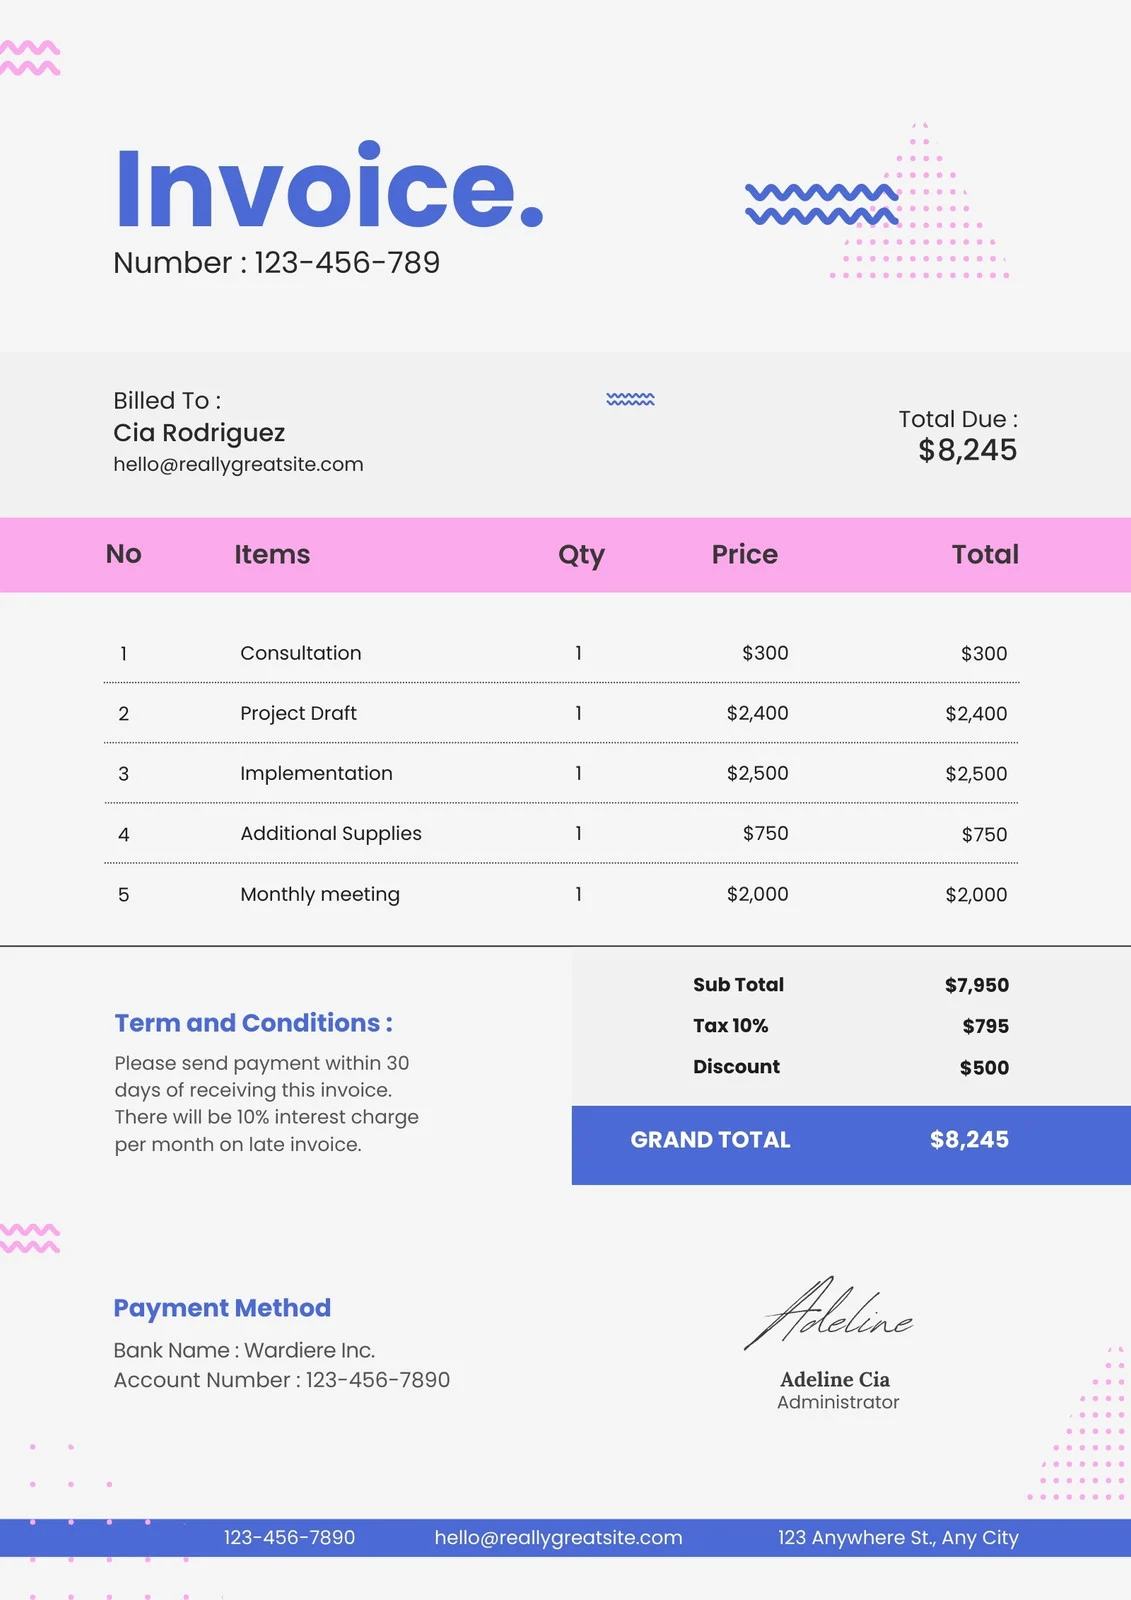 Invoice.
Number : 123-456-789
Billed To :
Cia Rodriguez
hello@reallygreatsite.com
Total Due :
$8,245
No Items Qty Price Total
1 Consultation 1 $300 $300
2 Project Draft 1 $2,400 $2,400
3 Implementation 1 $2,500 $2,500
4 Additional Supplies 1 $750 $750
5 Monthly meeting 1 $2,000 $2,000
Sub Total $7,950
Tax 10% $795
Discount $500
GRAND TOTAL $8,245
Term and Conditions :
Please send payment within 30
days of receiving this invoice.
There will be 10% interest charge
per month on late invoice.
Payment Method
Bank Name : Wardiere Inc.
Account Number : 123-456-7890
Adeline
Adeline Cia
Administrator
123-456-7890 hello@reallygreatsite.com 123 Anywhere St., Any City